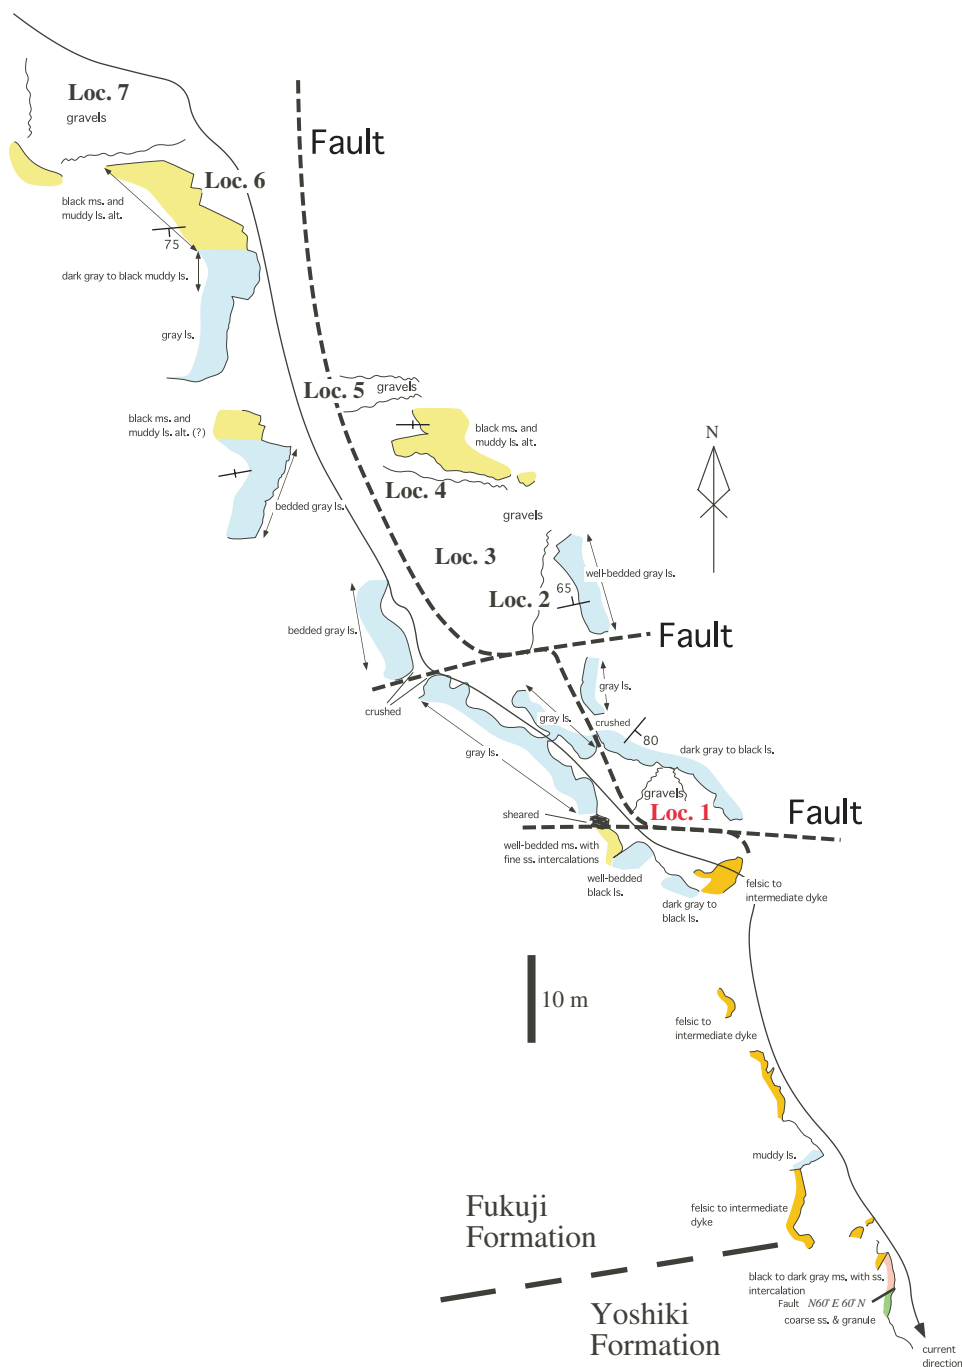 Loc. 7
gravels
Fault
Loc. 6
black ms. and
muddy ls. alt.
75
dark gray to black muddy ls.
gray ls.
Loc. 5
gravels
black ms. and
muddy ls. alt. (?)
black ms. and
muddy ls. alt.
N
Loc. 4
bedded gray ls.
gravels
Loc. 3
well-bedded gray ls.
65
Loc. 2
bedded gray ls.
Fault
crushed
gray ls.
gray ls.
crushed
80
dark gray to black ls.
gray ls.
gravels
Loc. 1
Fault
sheared
well-bedded ms. with
fine ss. intercalations
well-bedded
black ls.
felsic to
intermediate dyke
dark gray to
black ls.
10 m
felsic to
intermediate dyke
muddy ls.
Fukuji
Formation
felsic to intermediate
dyke
black to dark gray ms. with ss.
intercalation
Fault N60°E 60°N
coarse ss. & granule
Yoshiki
Formation
current
direction